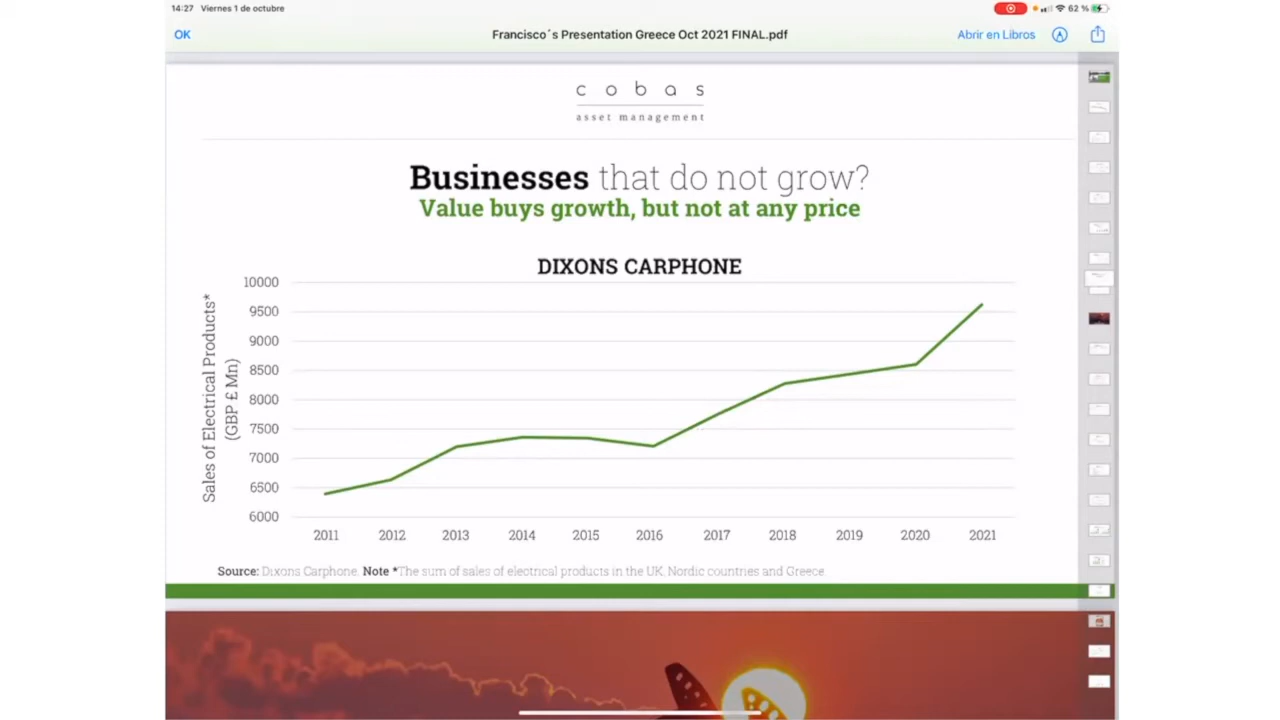 14:27 Viernes 1 de octubre
62 %
OK
Francisco´s Presentation Greece Oct 2021 FINAL.pdf
Abrir en Libros
cobas
asset management
Businesses that do not grow?
Value buys growth, but not at any price
DIXONS CARPHONE
Sales of Electrical Products*
(GBP £ Mn)
10000
9500
9000
8500
8000
7500
7000
6500
6000
2011 2012 2013 2014 2015 2016 2017 2018 2019 2020 2021
Source: Dixons Carphone. Note *The sum of sales of electrical products in the UK, Nordic countries and Greece.